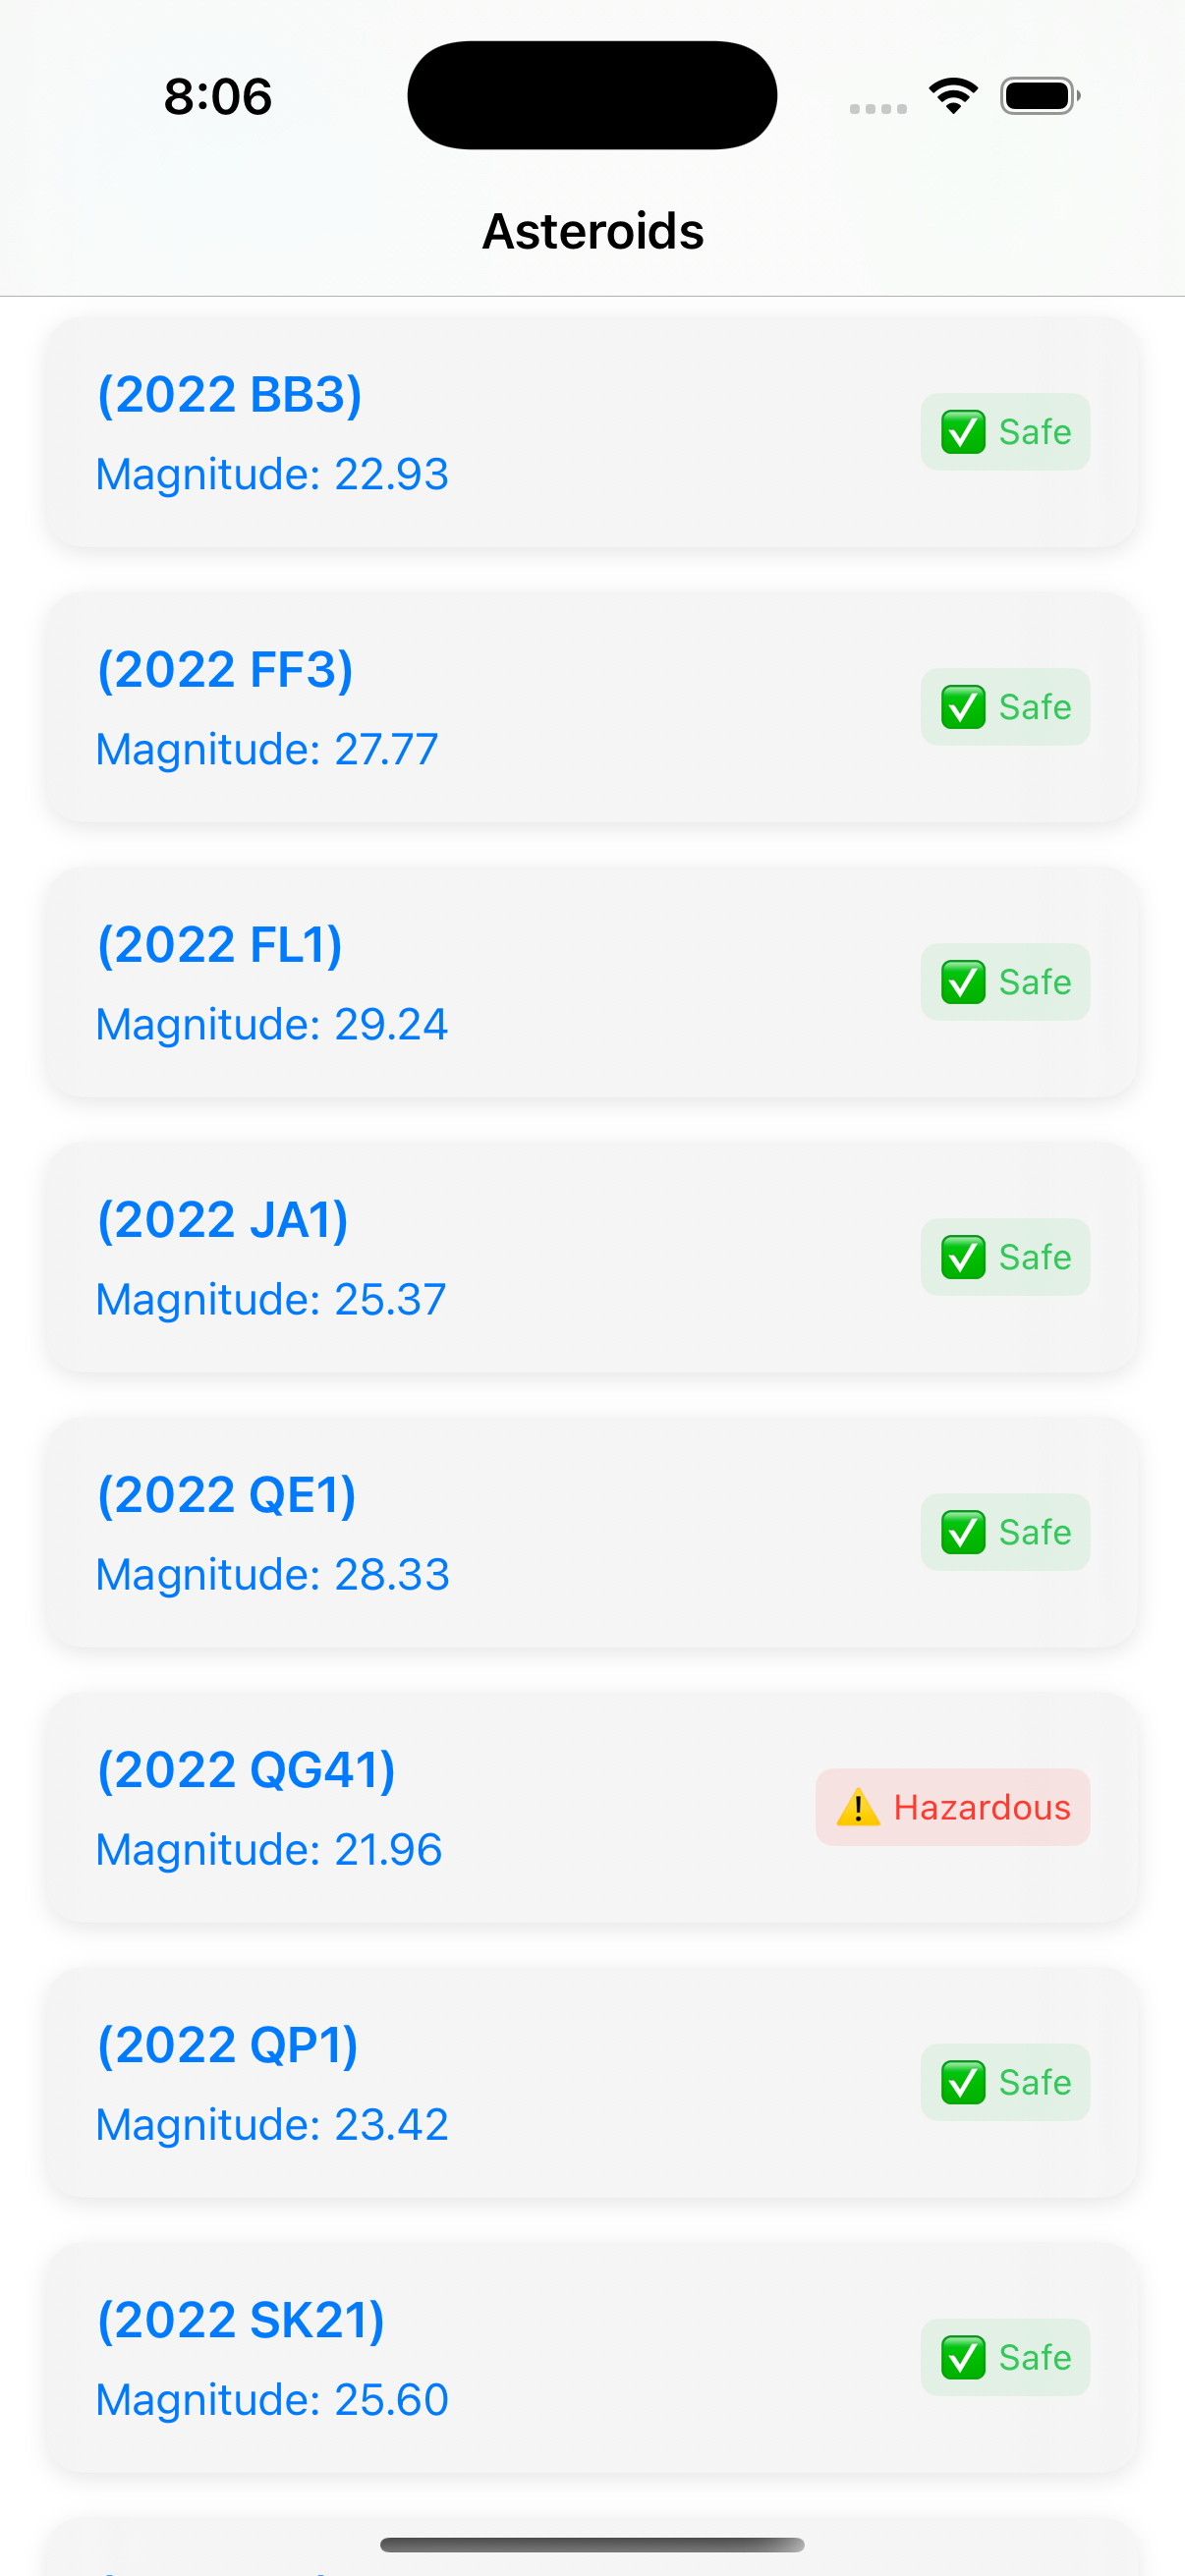 8:06
Asteroids
(2022 BB3)
Magnitude: 22.93
✅ Safe
(2022 FF3)
Magnitude: 27.77
✅ Safe
(2022 FL1)
Magnitude: 29.24
✅ Safe
(2022 JA1)
Magnitude: 25.37
✅ Safe
(2022 QE1)
Magnitude: 28.33
✅ Safe
(2022 QG41)
Magnitude: 21.96
⚠️ Hazardous
(2022 QP1)
Magnitude: 23.42
✅ Safe
(2022 SK21)
Magnitude: 25.60
✅ Safe